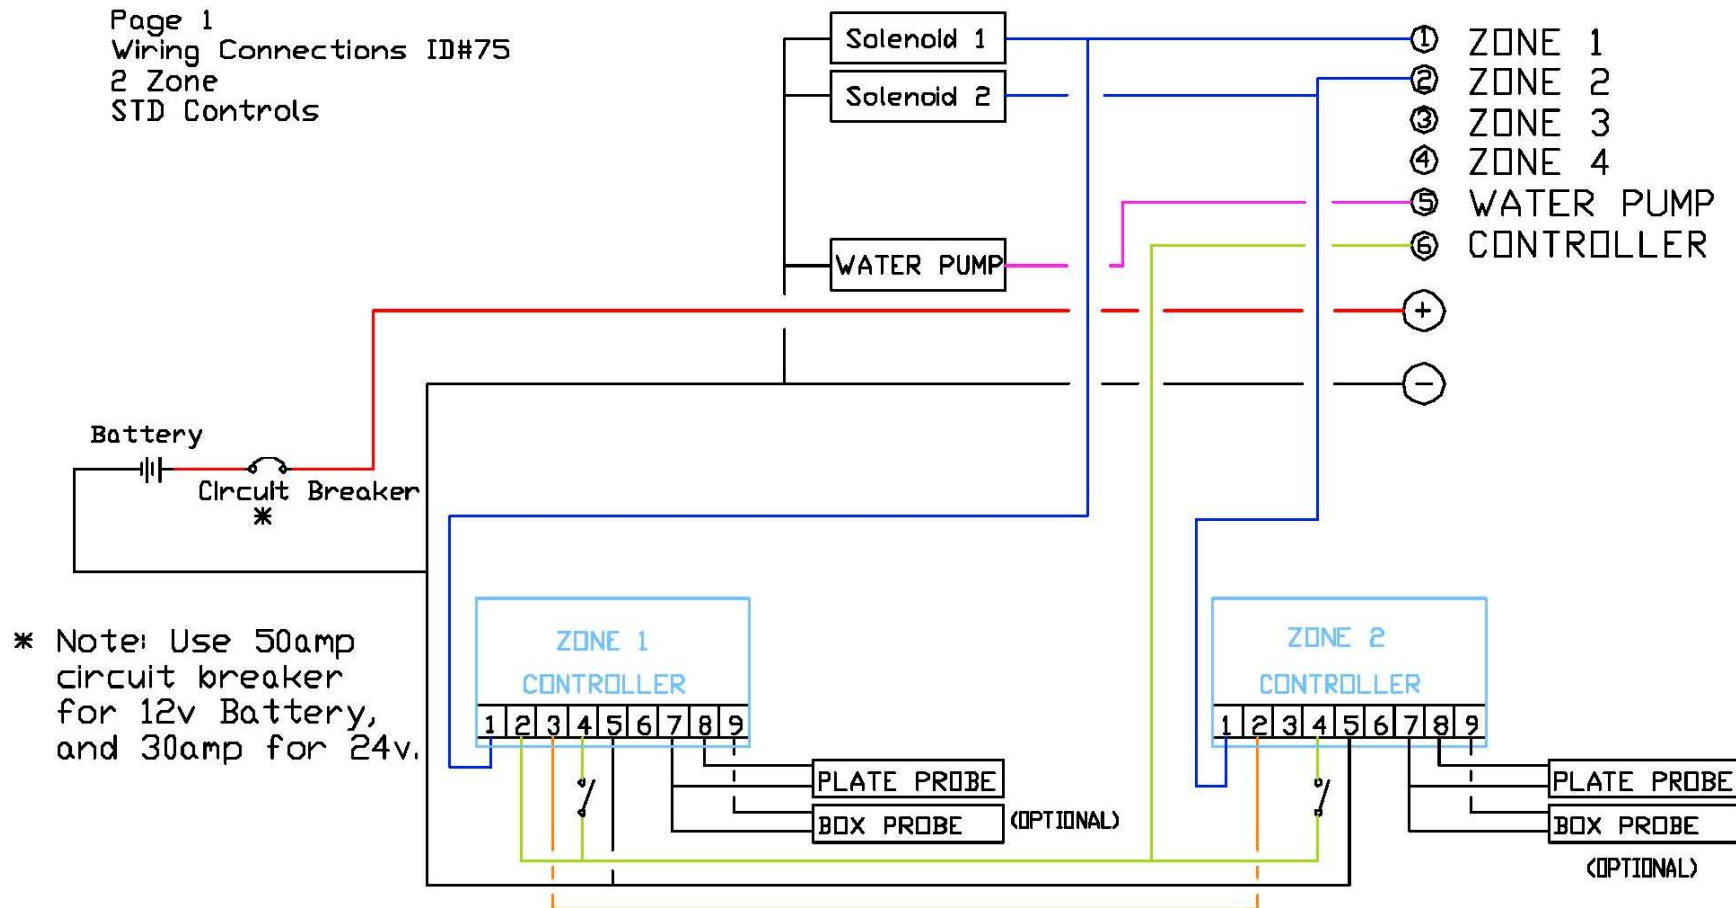 Page 1
Wiring Connections ID#75
2 Zone
STD Controls
Solenoid 1
Solenoid 2
WATER PUMP
1 ZONE 1
2 ZONE 2
3 ZONE 3
4 ZONE 4
5 WATER PUMP
6 CONTROLLER
+
-
Battery
Circuit Breaker
*
* Note: Use 50amp
circuit breaker
for 12v Battery,
and 30amp for 24v.
ZONE 1
CONTROLLER
1 2 3 4 5 6 7 8 9
PLATE PROBE
BOX PROBE (OPTIONAL)
ZONE 2
CONTROLLER
1 2 3 4 5 6 7 8 9
PLATE PROBE
BOX PROBE
(OPTIONAL)